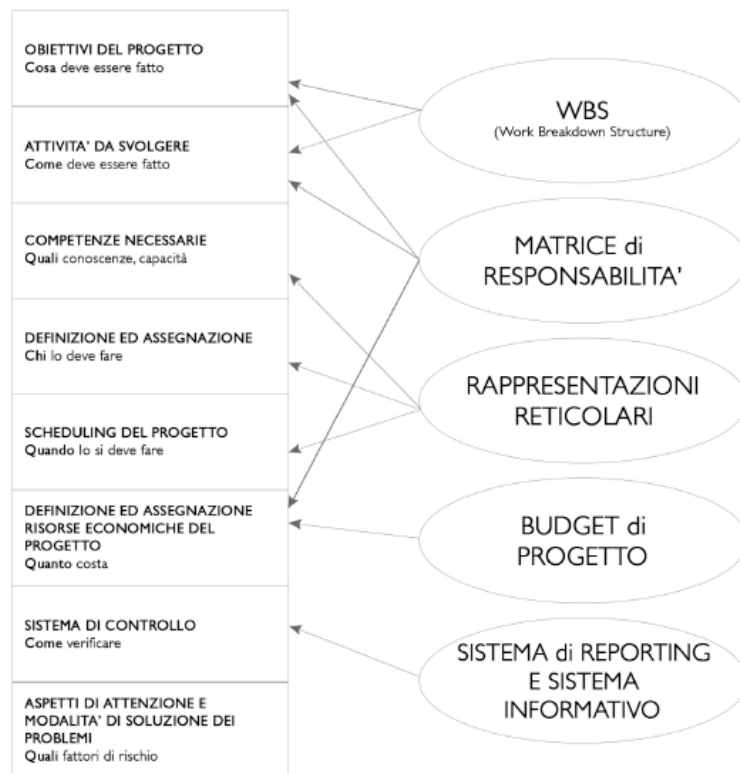 OBIETTIVI DEL PROGETTO
Cosa deve essere fatto
ATTIVITA' DA SVOLGERE
Come deve essere fatto
COMPETENZE NECESSARIE
Quali conoscenze, capacità
DEFINIZIONE ED ASSEGNAZIONE
Chi lo deve fare
SCHEDULING DEL PROGETTO
Quando lo si deve fare
DEFINIZIONE ED ASSEGNAZIONE
RISORSE ECONOMICHE DEL
PROGETTO
Quanto costa
SISTEMA DI CONTROLLO
Come verificare
ASPETTI DI ATTENZIONE E
MODALITA' DI SOLUZIONE DEI
PROBLEMI
Quali fattori di rischio
WBS
(Work Breakdown Structure)
MATRICE di
RESPONSABILITA'
RAPPRESENTAZIONI
RETICOLARI
BUDGET di
PROGETTO
SISTEMA di REPORTING
E SISTEMA
INFORMATIVO